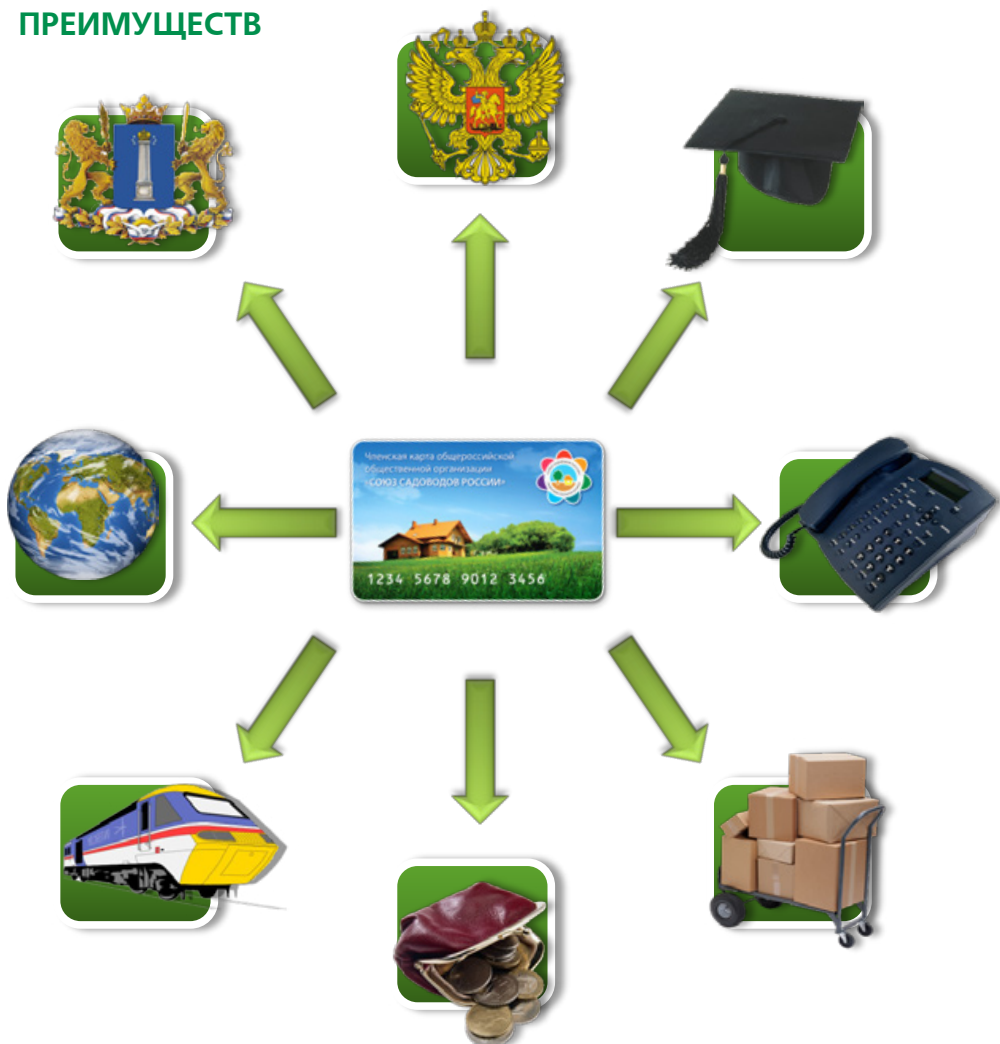 ПРЕИМУЩЕСТВ
Членская карта общероссийской
общественной организации
«СОЮЗ САДОВОДОВ РОССИИ»
1234 5678 9012 3456